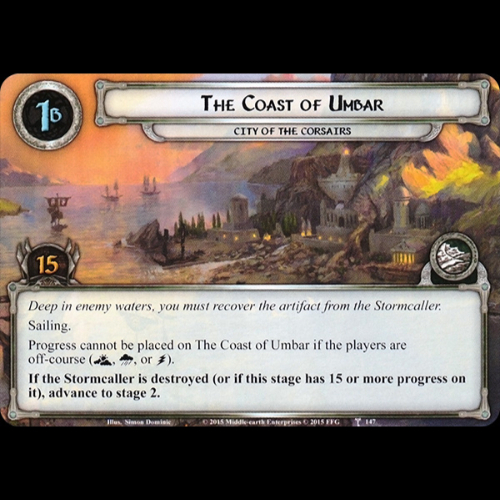 1B
THE COAST OF UMBAR
CITY OF THE CORSAIRS
15
Deep in enemy waters, you must recover the artifact from the Stormcaller.
Sailing.
Progress cannot be placed on The Coast of Umbar if the players are
off-course (, , or ).
If the Stormcaller is destroyed (or if this stage has 15 or more progress on
it), advance to stage 2.
Illus. Simon Dominic © 2015 Middle-earth Enterprises © 2015 FFG 147